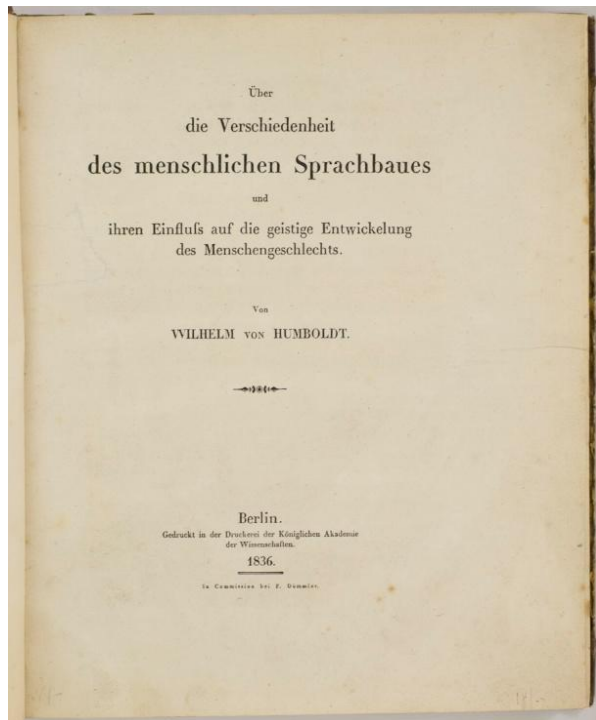 Über
die Verschiedenheit
des menschlichen Sprachbaues
und
ihren Einfluſs auf die geistige Entwickelung
des Menschengeschlechts.
Von
WILHELM VON HUMBOLDT.
Berlin.
Gedruckt in der Druckerei der Königlichen Akademie
der Wissenschaften.
1836.
In Commission bei F. Dümmler.